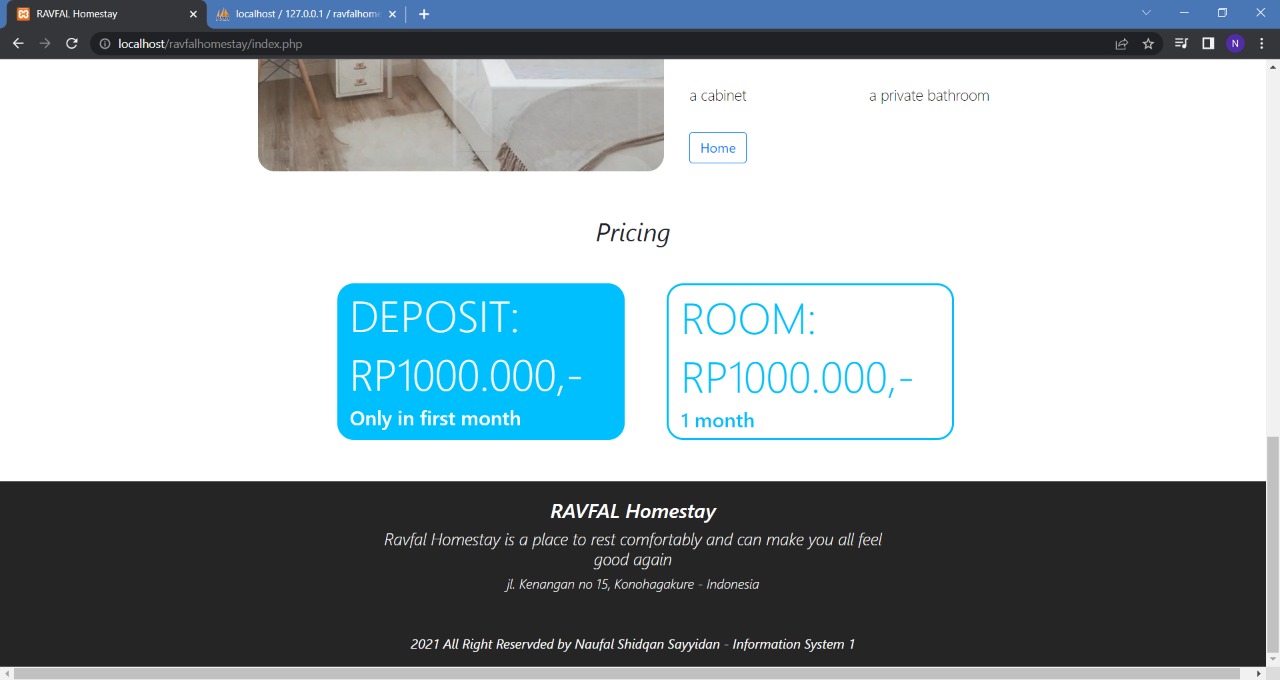 RAVFAL Homestay
localhost / 127.0.0.1 / ravfalhome
localhost/ravfalhomestay/index.php
N
a cabinet a private bathroom
Home
Pricing
DEPOSIT:
RP1000.000,-
Only in first month
ROOM:
RP1000.000,-
1 month
RAVFAL Homestay
Ravfal Homestay is a place to rest comfortably and can make you all feel
good again
jl. Kenangan no 15, Konohagakure - Indonesia
2021 All Right Reservded by Naufal Shidqan Sayyidan - Information System 1